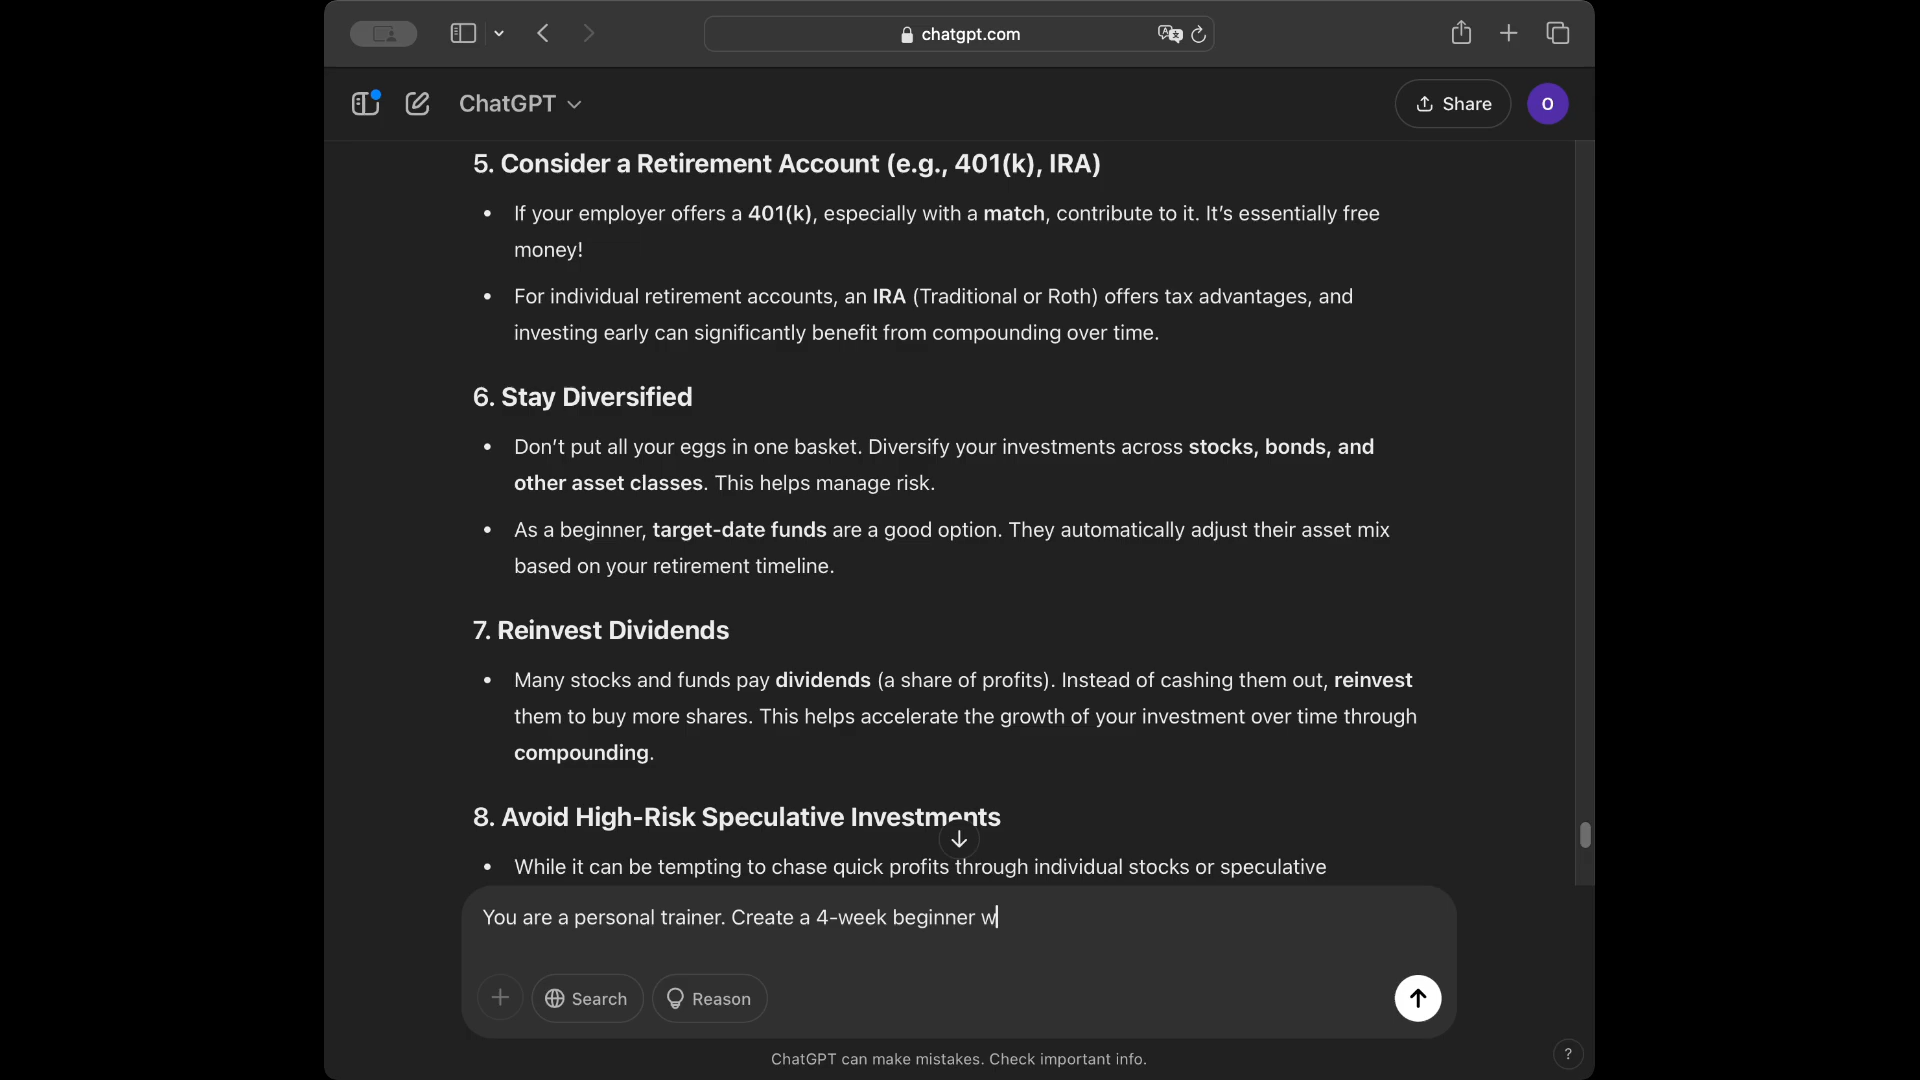 chatgpt.com
ChatGPT
Share
O
5. Consider a Retirement Account (e.g., 401(k), IRA)
• If your employer offers a 401(k), especially with a match, contribute to it. It’s essentially free
money!
• For individual retirement accounts, an IRA (Traditional or Roth) offers tax advantages, and
investing early can significantly benefit from compounding over time.
6. Stay Diversified
• Don’t put all your eggs in one basket. Diversify your investments across stocks, bonds, and
other asset classes. This helps manage risk.
• As a beginner, target-date funds are a good option. They automatically adjust their asset mix
based on your retirement timeline.
7. Reinvest Dividends
• Many stocks and funds pay dividends (a share of profits). Instead of cashing them out, reinvest
them to buy more shares. This helps accelerate the growth of your investment over time through
compounding.
8. Avoid High-Risk Speculative Investments
• While it can be tempting to chase quick profits through individual stocks or speculative
You are a personal trainer. Create a 4-week beginner w
Search
Reason
ChatGPT can make mistakes. Check important info.
?